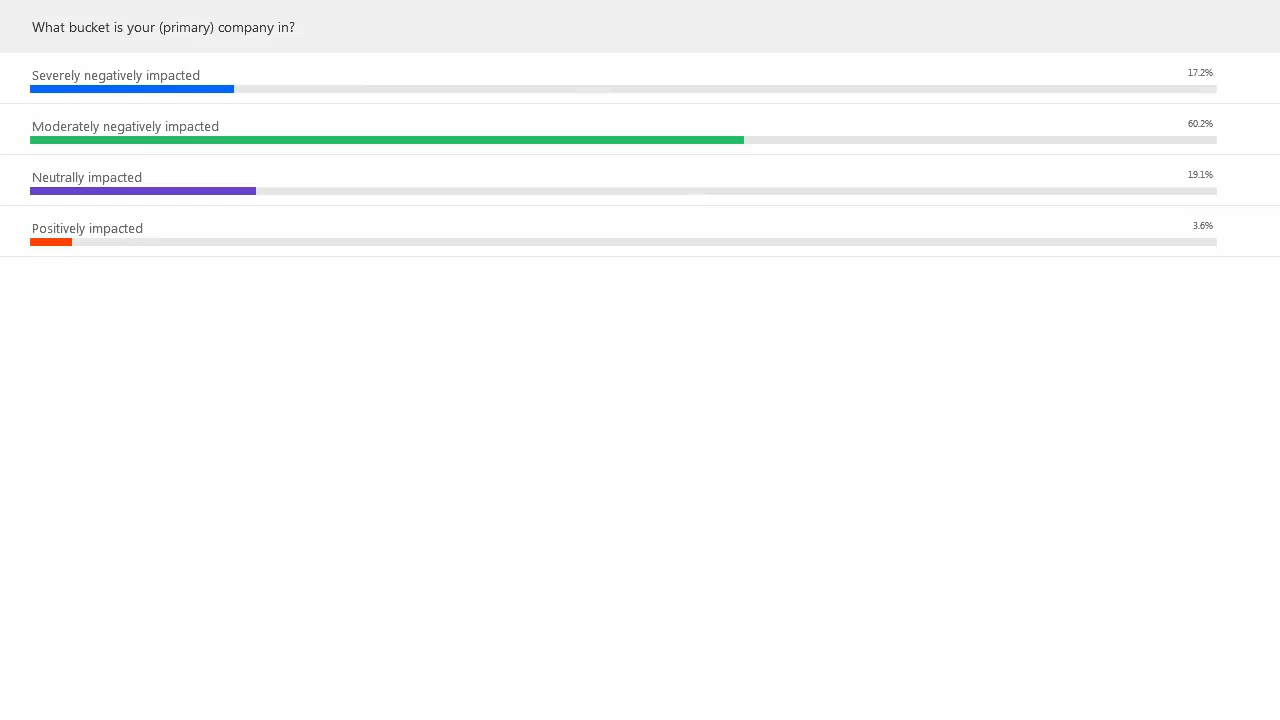 What bucket is your (primary) company in?
Severely negatively impacted 17.2%
Moderately negatively impacted 60.2%
Neutrally impacted 19.1%
Positively impacted 3.6%